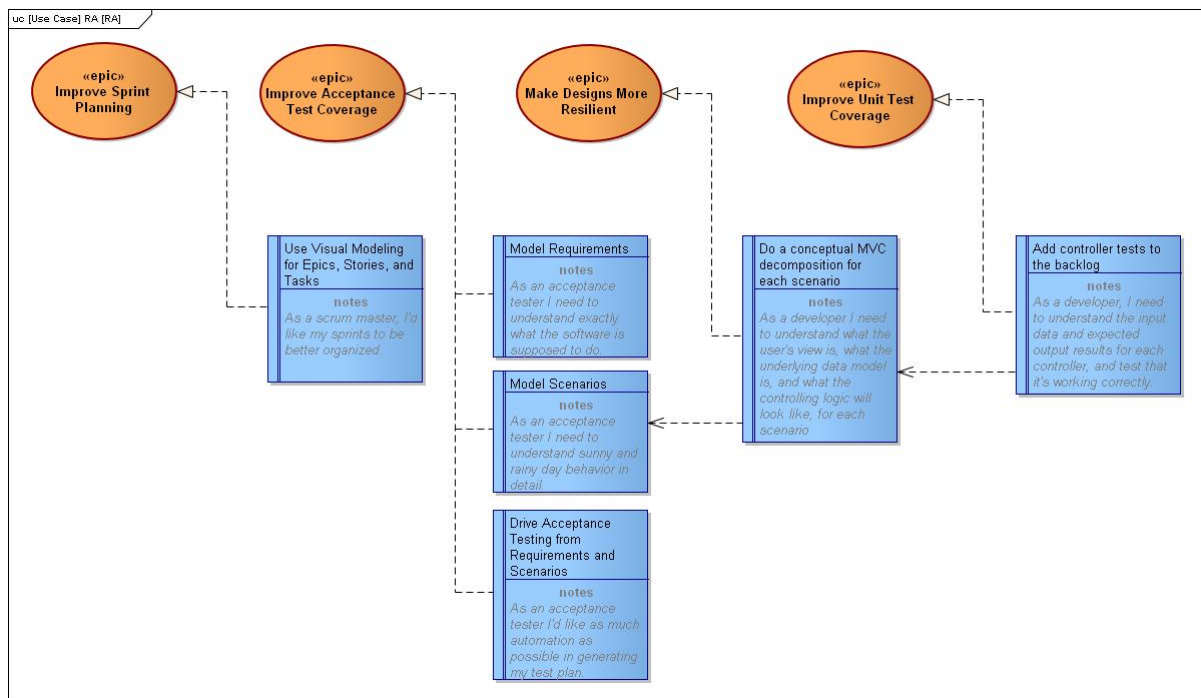 uc [Use Case] RA [RA]
«epic»
Improve Sprint
Planning
«epic»
Improve Acceptance
Test Coverage
«epic»
Make Designs More
Resilient
«epic»
Improve Unit Test
Coverage
Use Visual Modeling
for Epics, Stories, and
Tasks
notes
As a scrum master, I'd
like my sprints to be
better organized.
Model Requirements
notes
As an acceptance
tester I need to
understand exactly
what the software is
supposed to do.
Model Scenarios
notes
As an acceptance
tester I need to
understand sunny and
rainy day behavior in
detail.
Drive Acceptance
Testing from
Requirements and
Scenarios
notes
As an acceptance
tester I'd like as much
automation as
possible in generating
my test plan.
Do a conceptual MVC
decomposition for
each scenario
notes
As a developer I need
to understand what the
user's view is, what the
underlying data model
is, and what the
controlling logic will
look like, for each
scenario
Add controller tests to
the backlog
notes
As a developer, I need
to understand the input
data and expected
output results for each
controller, and test that
it's working correctly.